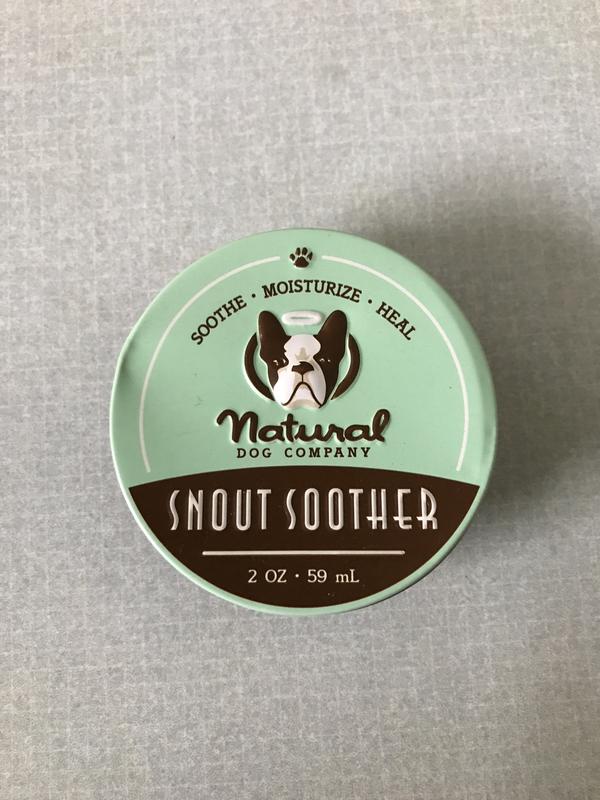 SOOTHE · MOISTURIZE · HEAL
Natural
DOG COMPANY
SNOUT SOOTHER
2 OZ · 59 mL